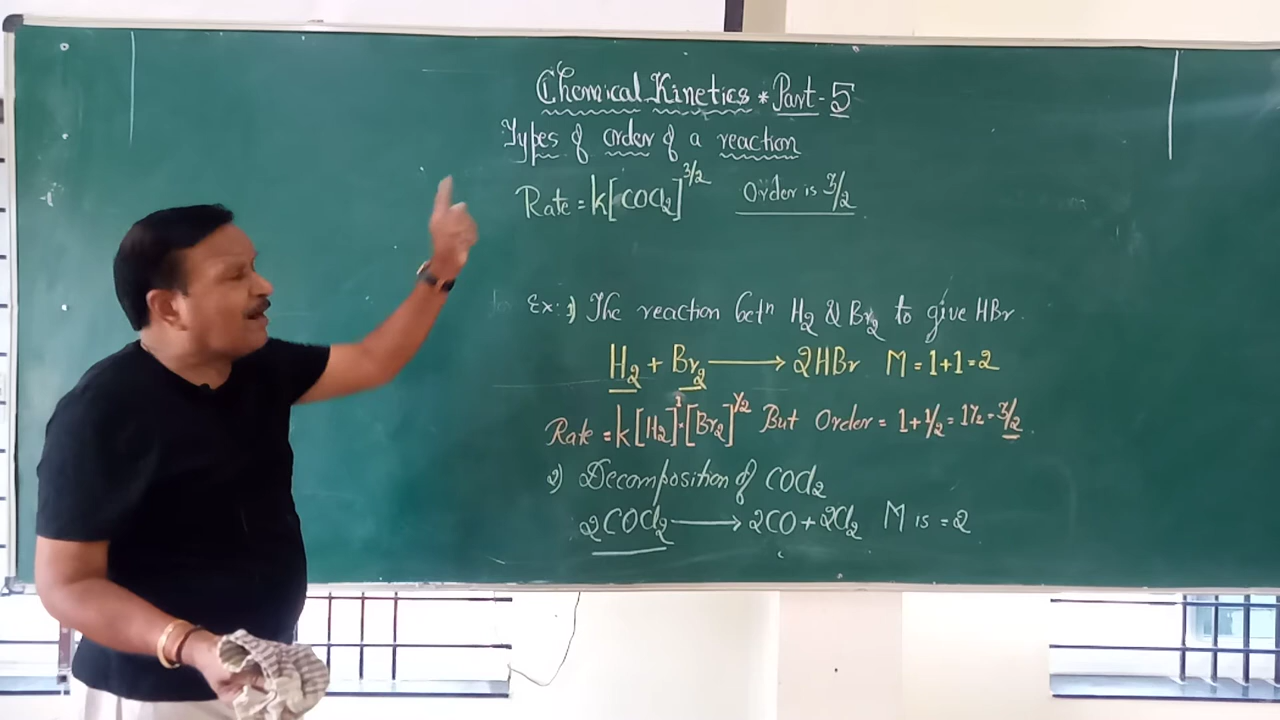 Chemical Kinetics * Part - 5
Types of order of a reaction
Rate = k[COCl₂]^3/2 Order is 3/2
Ex: 1) The reaction betⁿ H₂ & Br₂ to give HBr.
H₂ + Br₂ ⟶ 2HBr M = 1+1=2
Rate = k[H₂]¹·[Br₂]^1/2 But Order = 1+1/2 = 1½ = 3/2
2) Decomposition of COCl₂
2COCl₂ ⟶ 2CO + 2Cl₂ M is = 2